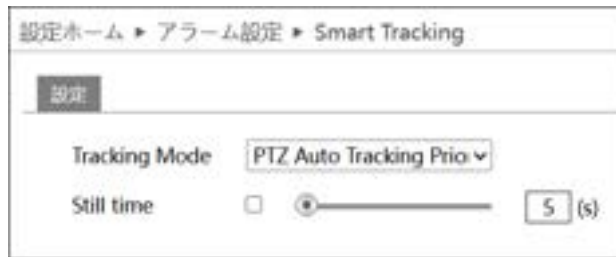 設定ホーム ▸ アラーム設定 ▸ Smart Tracking
設定
Tracking Mode PTZ Auto Tracking Prio
Still time 5 (s)